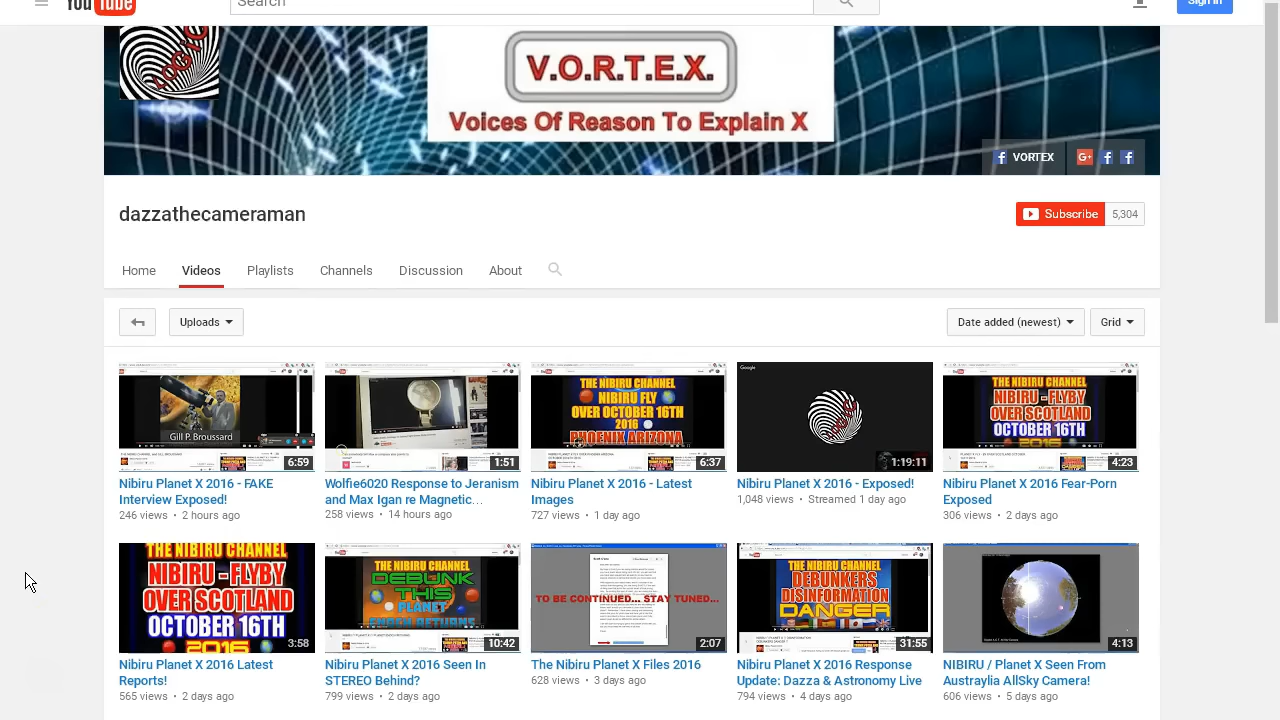 YouTube
Search
Sign in
LOGIC
V.O.R.T.E.X.
Voices Of Reason To Explain X
VORTEX
dazzathecameraman
Subscribe 5,304
Home Videos Playlists Channels Discussion About
Uploads
Date added (newest) Grid
Gill P. Broussard
6:59
1:51
THE NIBIRU CHANNEL
NIBIRU FLY
OVER OCTOBER 16TH
2016
PHOENIX ARIZONA
6:37
Google
1:19:11
THE NIBIRU CHANNEL
NIBIRU - FLYBY
OVER SCOTLAND
OCTOBER 16TH
2016
4:23
Nibiru Planet X 2016 - FAKE
Interview Exposed!
246 views • 2 hours ago
Wolfie6020 Response to Jeranism
and Max Igan re Magnetic...
258 views • 14 hours ago
Nibiru Planet X 2016 - Latest
Images
727 views • 1 day ago
Nibiru Planet X 2016 - Exposed!
1,048 views • Streamed 1 day ago
Nibiru Planet X 2016 Fear-Porn
Exposed
306 views • 2 days ago
THE NIBIRU CHANNEL
NIBIRU - FLYBY
OVER SCOTLAND
OCTOBER 16TH
2016
3:58
THE NIBIRU CHANNEL
DEBUNK
THIS
PLANET
10:42
TO BE CONTINUED... STAY TUNED...
2:07
THE NIBIRU CHANNEL
DEBUNKERS
DISINFORMATION
DANGER
31:55
4:13
Nibiru Planet X 2016 Latest
Reports!
565 views • 2 days ago
Nibiru Planet X 2016 Seen In
STEREO Behind?
799 views • 2 days ago
The Nibiru Planet X Files 2016
628 views • 3 days ago
Nibiru Planet X 2016 Response
Update: Dazza & Astronomy Live
794 views • 4 days ago
NIBIRU / Planet X Seen From
Austraylia AllSky Camera!
606 views • 5 days ago